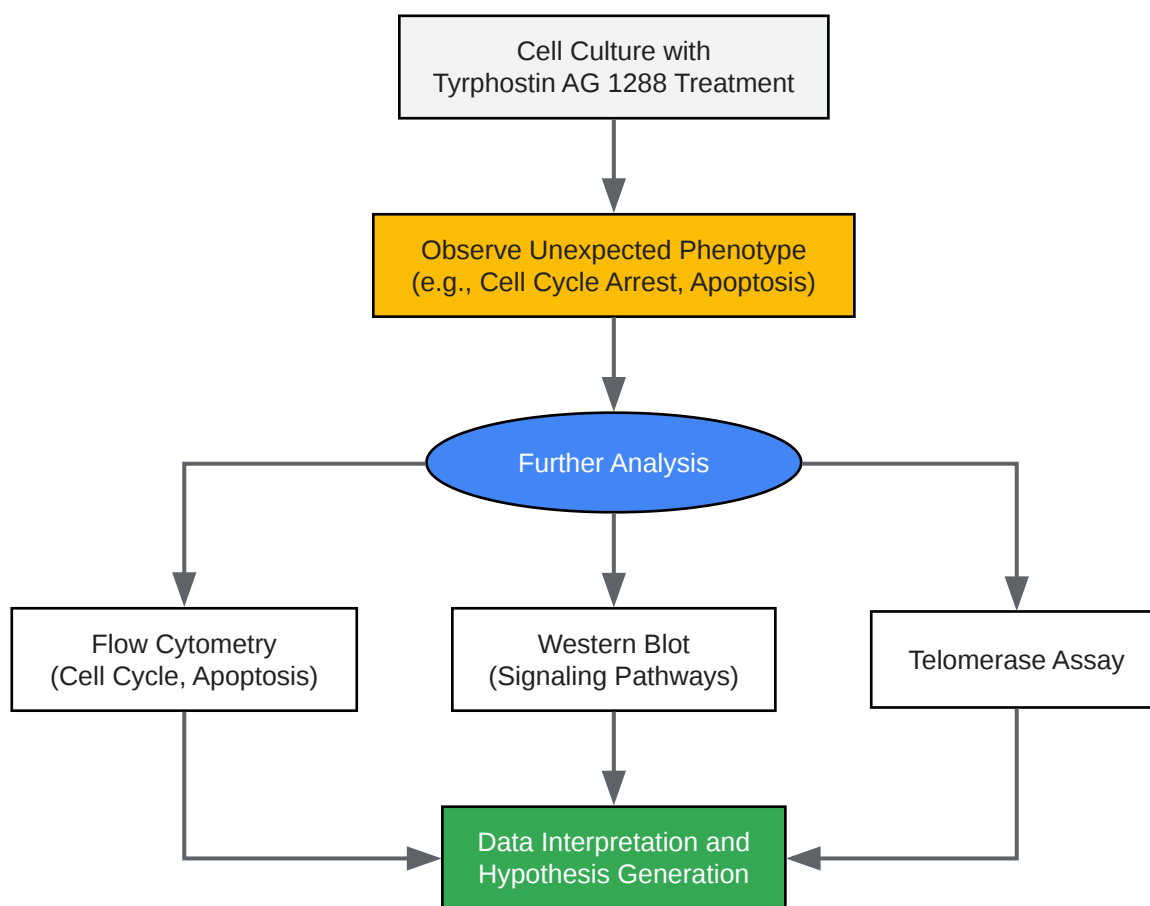 Cell Culture with
Tyrphostin AG 1288 Treatment
Observe Unexpected Phenotype
(e.g., Cell Cycle Arrest, Apoptosis)
Further Analysis
Flow Cytometry
(Cell Cycle, Apoptosis)
Western Blot
(Signaling Pathways)
Telomerase Assay
Data Interpretation and
Hypothesis Generation